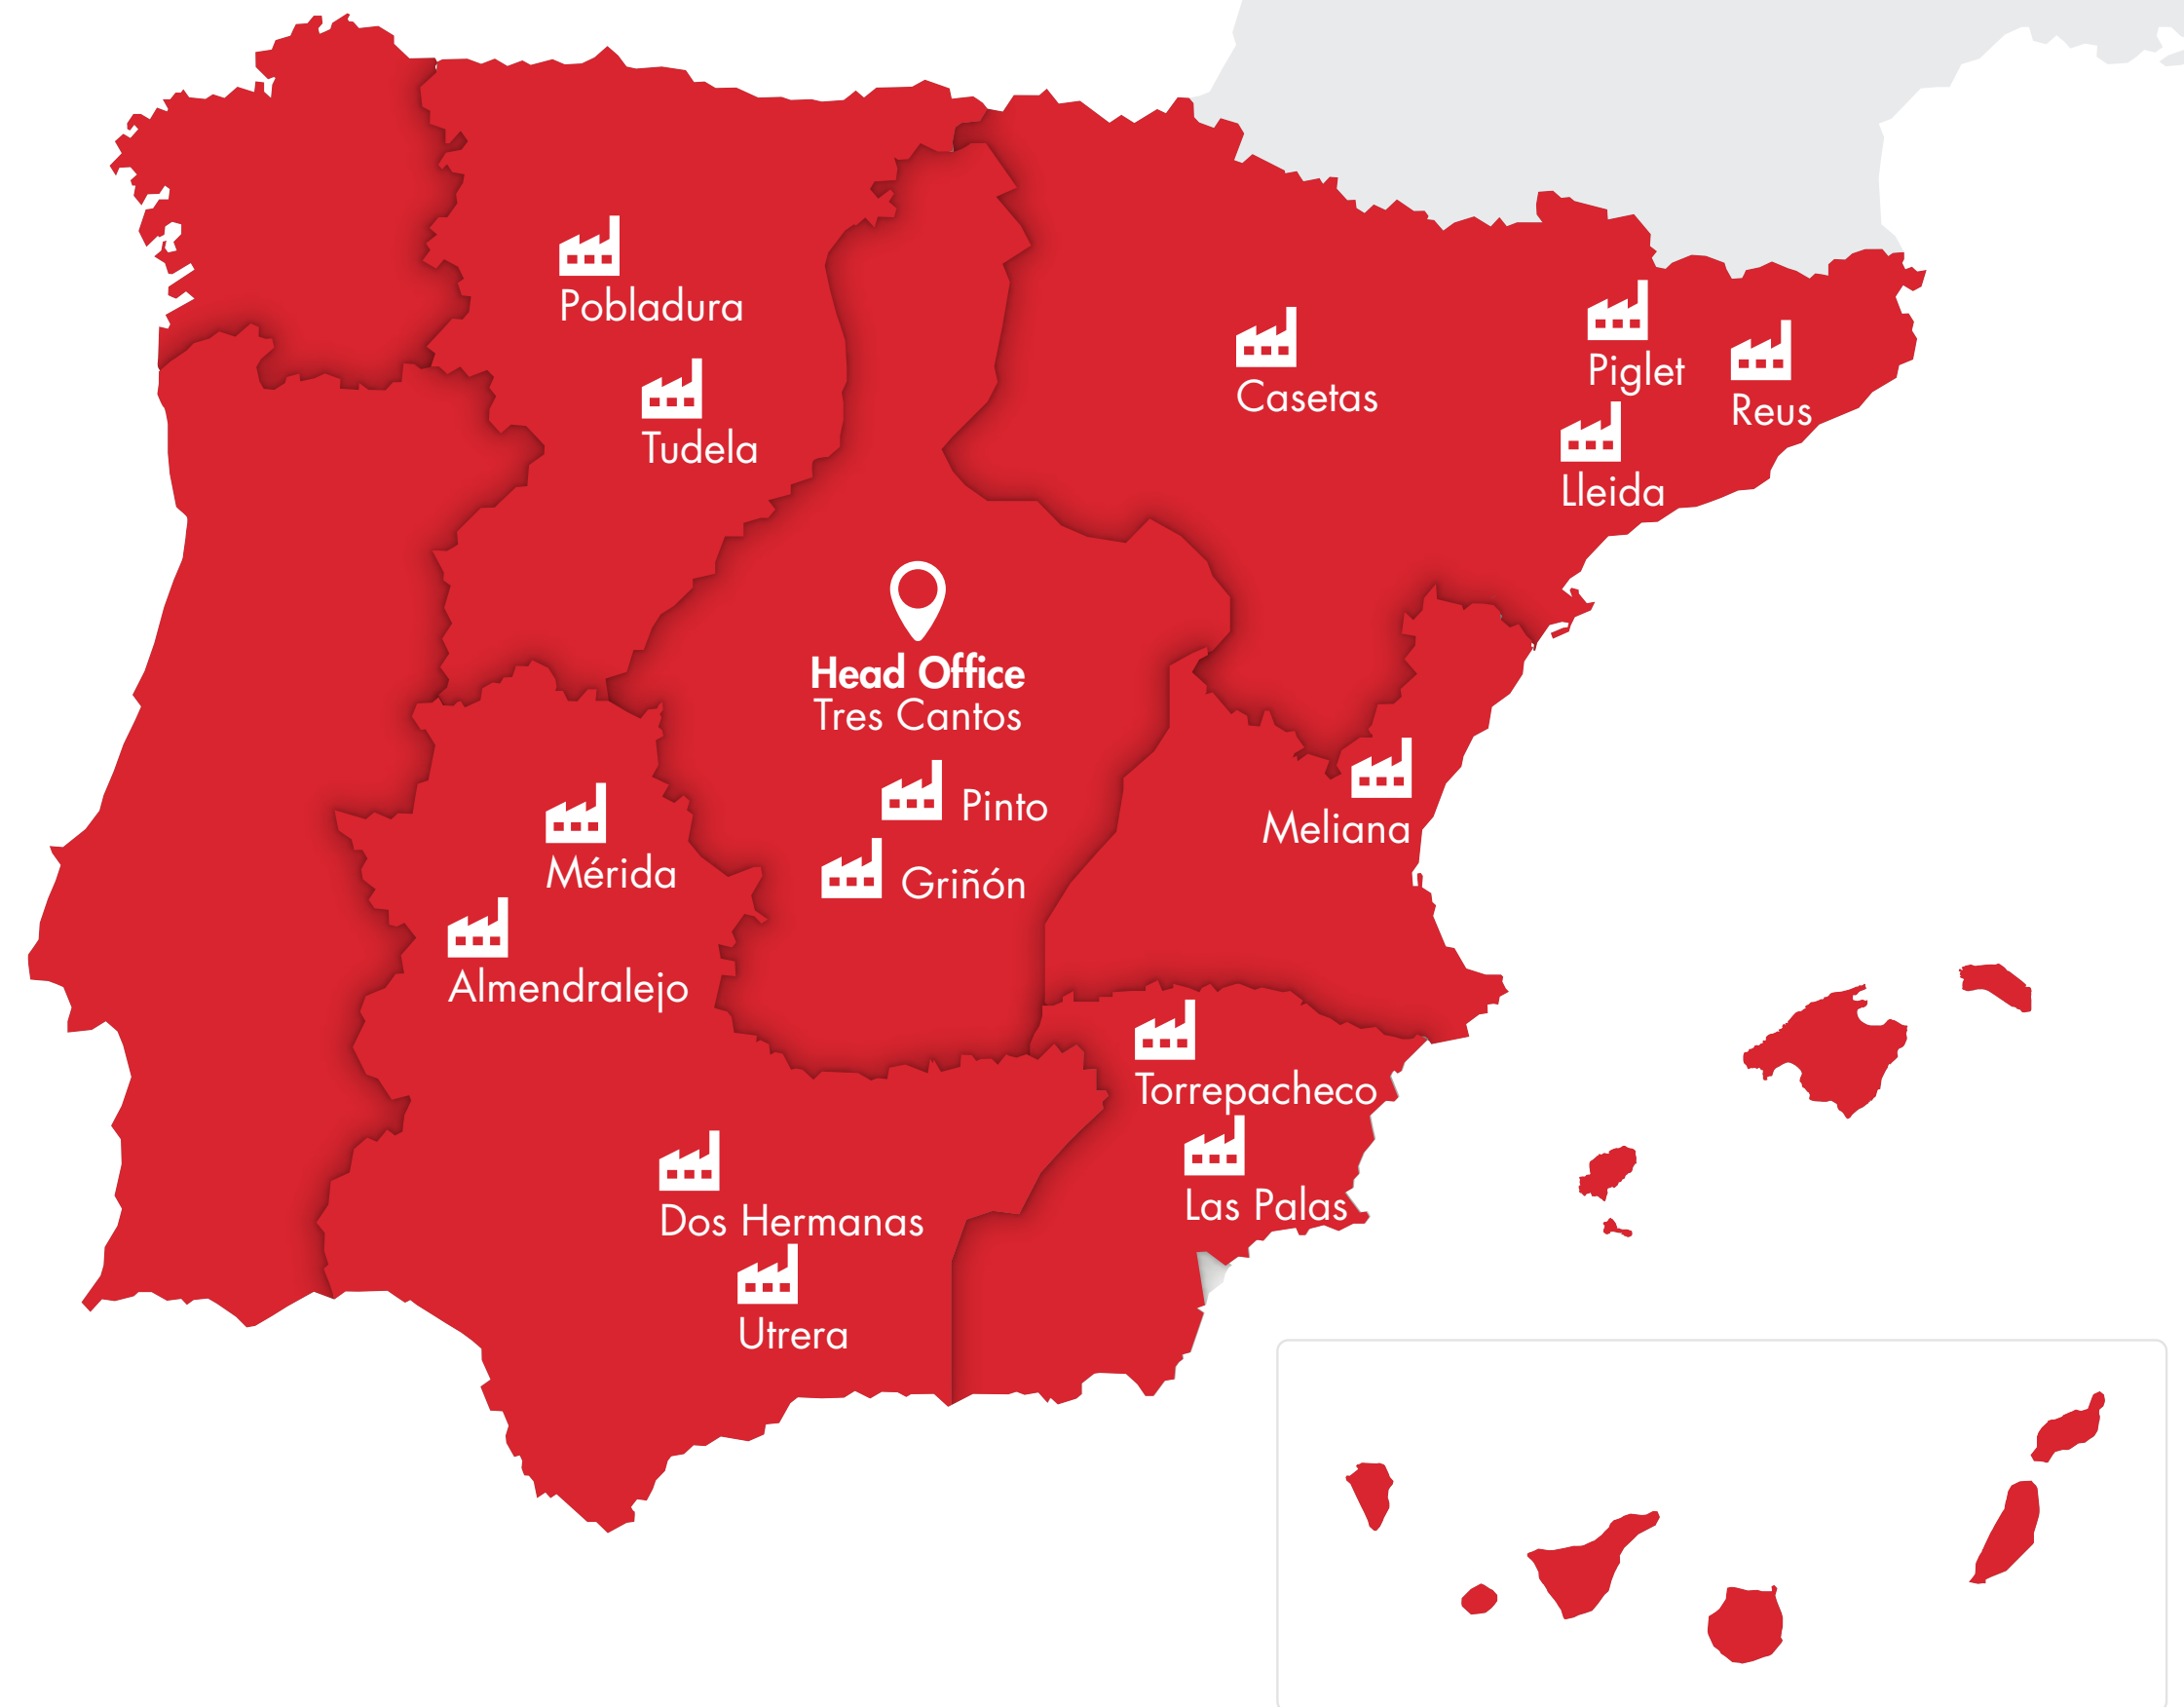 Pobladura
Tudela
Casetas
Piglet
Reus
Lleida
Head Office
Tres Cantos
Pinto
Griñón
Meliana
Mérida
Almendralejo
Torrepacheco
Las Palas
Dos Hermanas
Utrera